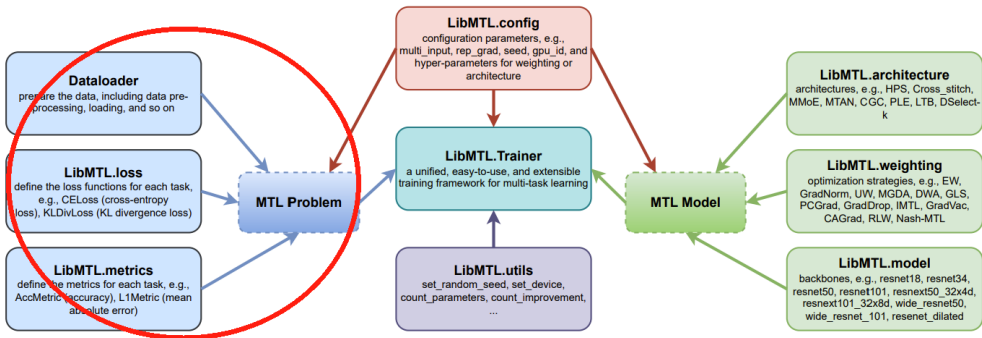 LibMTL.config
configuration parameters, e.g.,
multi_input, rep_grad, seed, gpu_id, and
hyper-parameters for weighting or
architecture
Dataloader
prepare the data, including data pre-
processing, loading, and so on
LibMTL.loss
define the loss functions for each task,
e.g., CELoss (cross-entropy
loss), KLDivLoss (KL divergence loss)
LibMTL.metrics
define the metrics for each task, e.g.,
AccMetric (accuracy), L1Metric (mean
absolute error)
MTL Problem
LibMTL.Trainer
a unified, easy-to-use, and extensible
training framework for multi-task learning
LibMTL.utils
set_random_seed, set_device,
count_parameters, count_improvement,
...
MTL Model
LibMTL.architecture
architectures, e.g., HPS, Cross_stitch,
MMoE, MTAN, CGC, PLE, LTB, DSelect-
k
LibMTL.weighting
optimization strategies, e.g., EW,
GradNorm, UW, MGDA, DWA, GLS,
PCGrad, GradDrop, IMTL, GradVac,
CAGrad, RLW, Nash-MTL
LibMTL.model
backbones, e.g., resnet18, resnet34,
resnet50, resnet101, resnext50_32x4d,
resnext101_32x8d, wide_resnet50,
wide_resnet_101, resenet_dilated